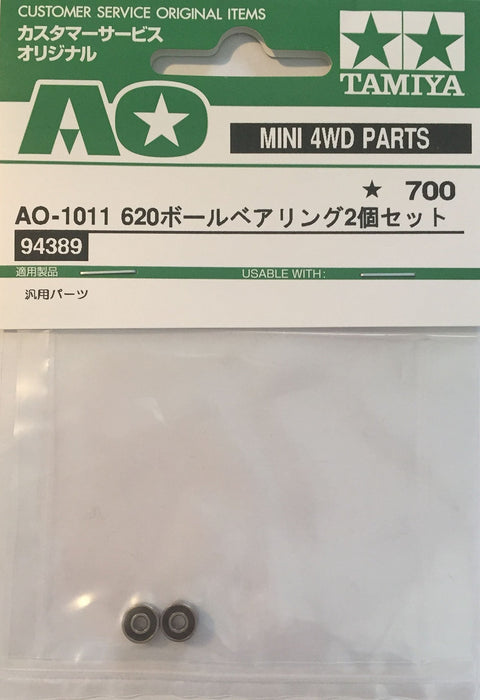 CUSTOMER SERVICE ORIGINAL ITEMS
カスタマーサービス
オリジナル
TAMIYA
AO
MINI 4WD PARTS
★ 700
AO-1011 620ボールベアリング2個セット
94389
適用製品 USABLE WITH:
汎用パーツ